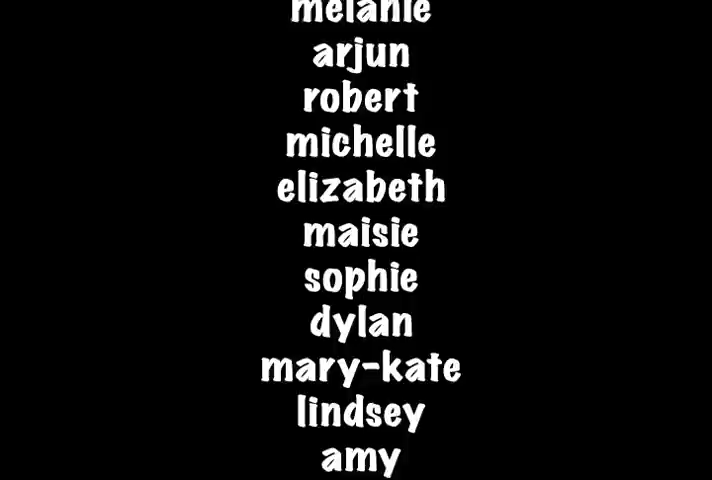 melanie
arjun
robert
michelle
elizabeth
maisie
sophie
dylan
mary-kate
lindsey
amy